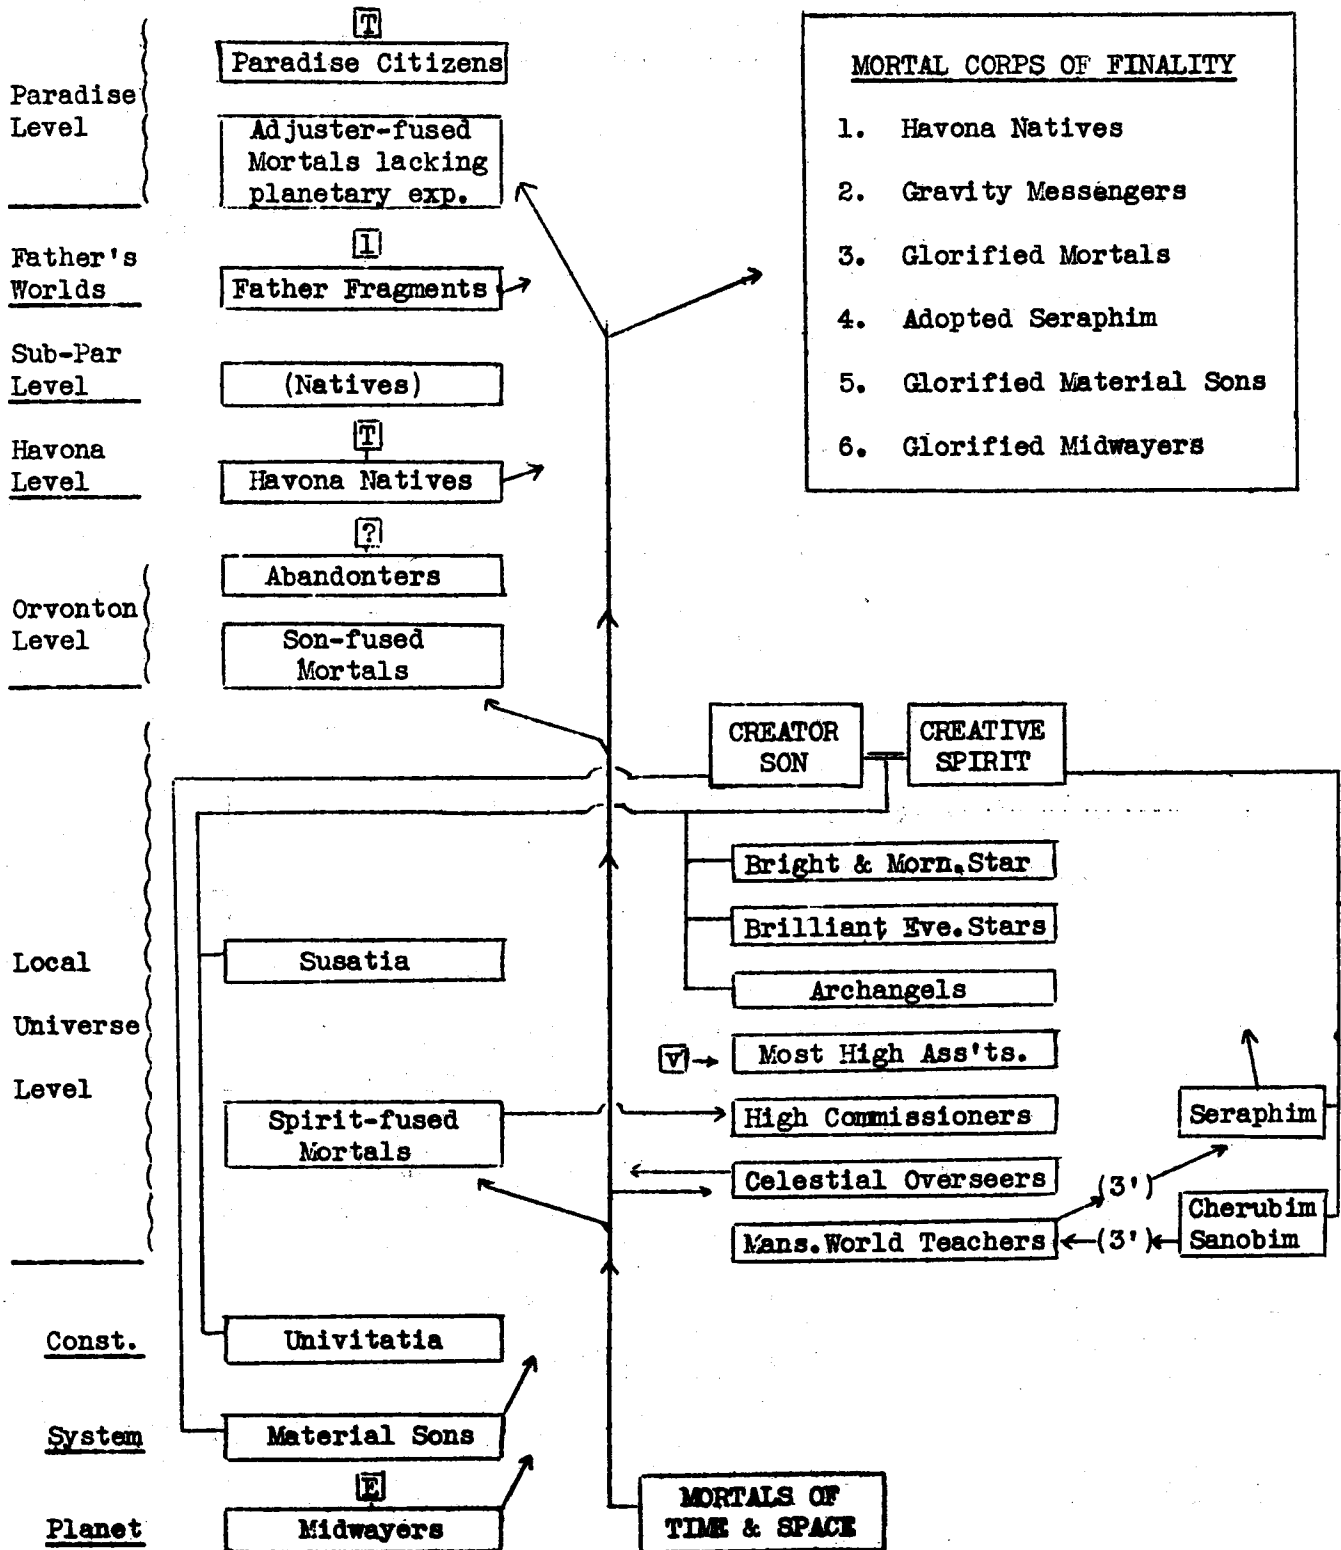 T
Paradise Citizens
Paradise
Level
Adjuster-fused
Mortals lacking
planetary exp.
MORTAL CORPS OF FINALITY
1. Havona Natives
2. Gravity Messengers
3. Glorified Mortals
4. Adopted Seraphim
5. Glorified Material Sons
6. Glorified Midwayers
Father's
Worlds
1
Father Fragments
Sub-Par
Level
(Natives)
Havona
Level
T
Havona Natives
?
Abandonters
Orvonton
Level
Son-fused
Mortals
CREATOR
SON
CREATIVE
SPIRIT
Bright & Morn.Star
Brilliant Eve.Stars
Archangels
Local
Universe
Level
Susatia
V
Most High Ass'ts.
Spirit-fused
Mortals
High Commissioners
Seraphim
Celestial Overseers
(3')
Mans.World Teachers
(3')
Cherubim
Sanobim
Const.
Univitatia
System
Material Sons
E
Planet
Midwayers
MORTALS OF
TIME & SPACE